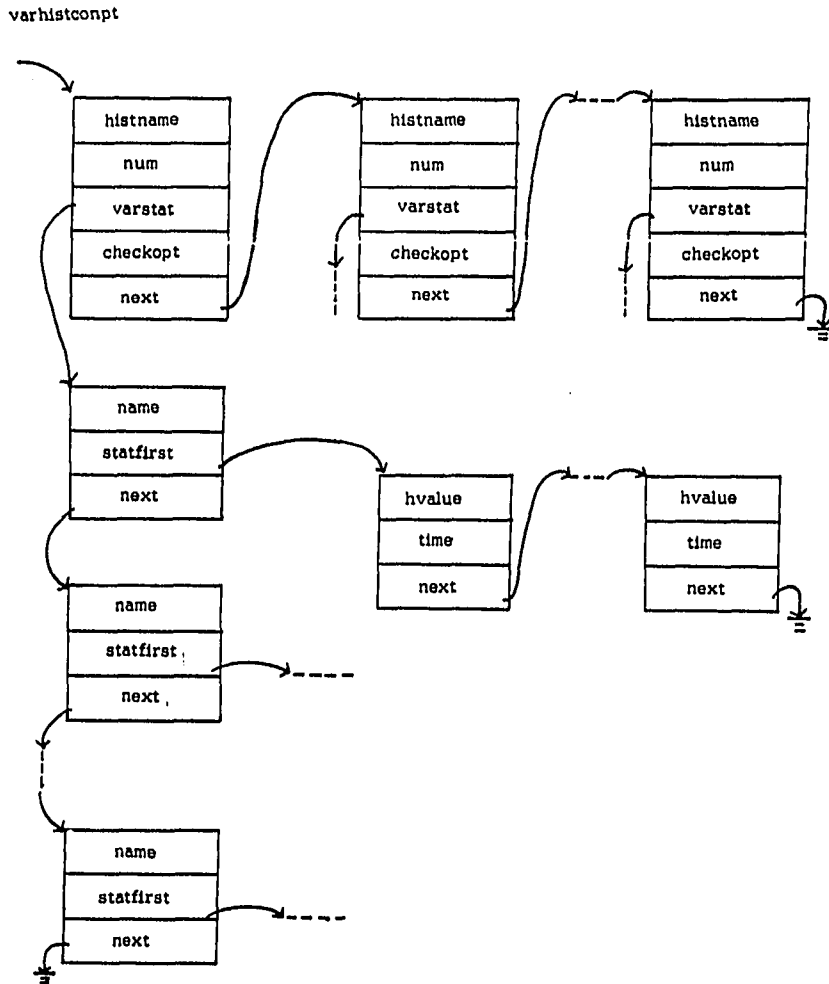 varhistconpt
histname
num
varstat
checkopt
next
histname
num
varstat
checkopt
next
histname
num
varstat
checkopt
next
name
statfirst
next
hvalue
time
next
hvalue
time
next
name
statfirst
next
name
statfirst
next